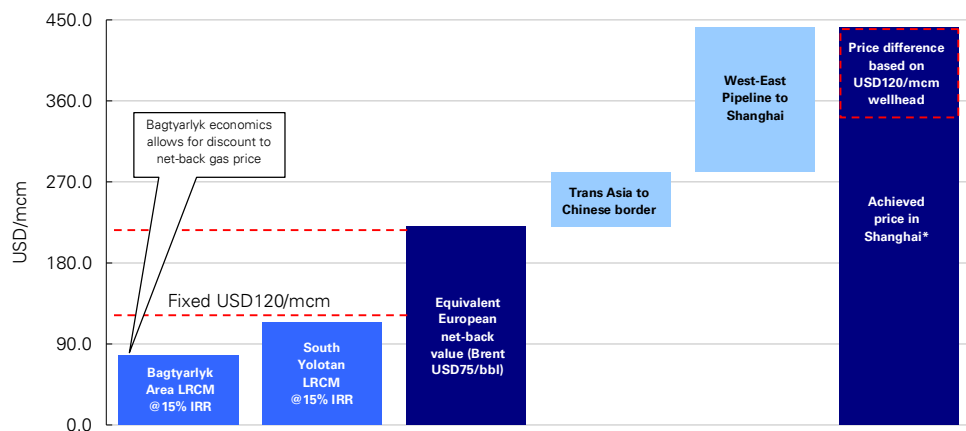 450.0
360.0
270.0
180.0
90.0
0.0
USD/mcm
Bagtyarlyk economics
allows for discount to
net-back gas price
Fixed USD120/mcm
Bagtyarlyk
Area LRCM
@15% IRR
South
Yolotan
LRCM
@15% IRR
Equivalent
European
net-back
value (Brent
USD75/bbl)
Trans Asia to
Chinese border
West-East
Pipeline to
Shanghai
Price difference
based on
USD120/mcm
wellhead
Achieved
price in
Shanghai*